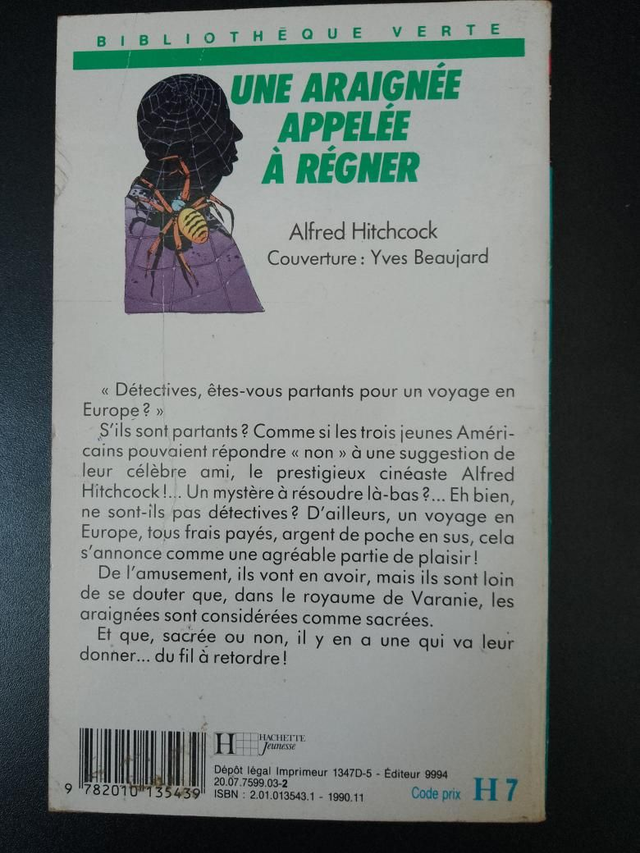 BIBLIOTHÈQUE VERTE
UNE ARAIGNÉE
APPELÉE
À RÉGNER
Alfred Hitchcock
Couverture : Yves Beaujard
« Détectives, êtes-vous partants pour un voyage en
Europe ? »
S'ils sont partants ? Comme si les trois jeunes Améri-
cains pouvaient répondre « non » à une suggestion de
leur célèbre ami, le prestigieux cinéaste Alfred
Hitchcock !... Un mystère à résoudre là-bas ?... Eh bien,
ne sont-ils pas détectives ? D'ailleurs, un voyage en
Europe, tous frais payés, argent de poche en sus, cela
s'annonce comme une agréable partie de plaisir !
De l'amusement, ils vont en avoir, mais ils sont loin
de se douter que, dans le royaume de Varanie, les
araignées sont considérées comme sacrées.
Et que, sacrée ou non, il y en a une qui va leur
donner... du fil à retordre !
H HACHETTE
Jeunesse
Dépôt légal Imprimeur 1347D-5 - Éditeur 9994
20.07.7599.03-2
ISBN : 2.01.013543.1 - 1990.11
9 782010 135439
Code prix H 7